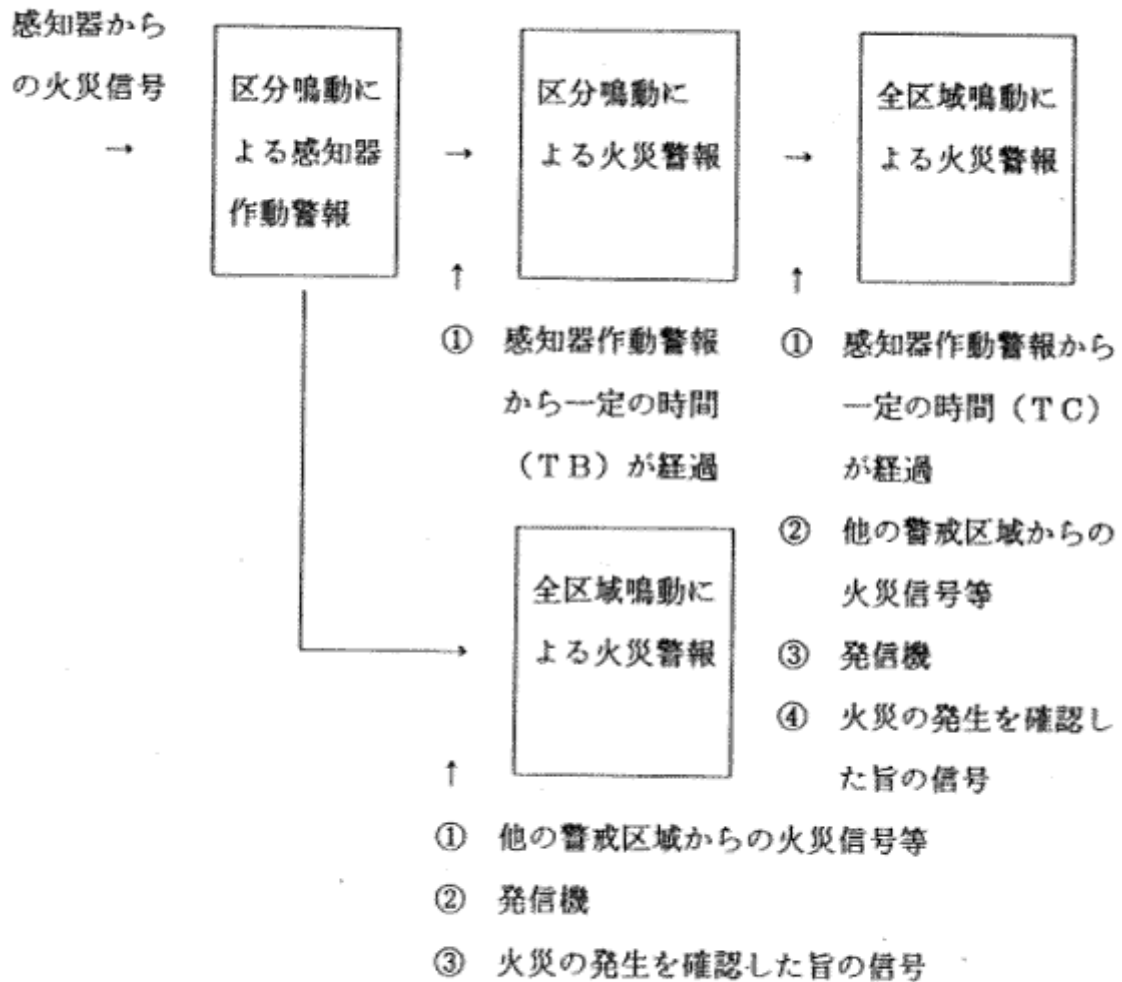 感知器から
の火災信号
→
区分鳴動に
よる感知器
作動警報
→
区分鳴動に
よる火災警報
→
全区域鳴動に
よる火災警報
↑
① 感知器作動警報
から一定の時間
(TB)が経過
↑
① 感知器作動警報から
一定の時間(TC)
が経過
② 他の警戒区域からの
火災信号等
③ 発信機
④ 火災の発生を確認し
た旨の信号
全区域鳴動に
よる火災警報
↑
① 他の警戒区域からの火災信号等
② 発信機
③ 火災の発生を確認した旨の信号